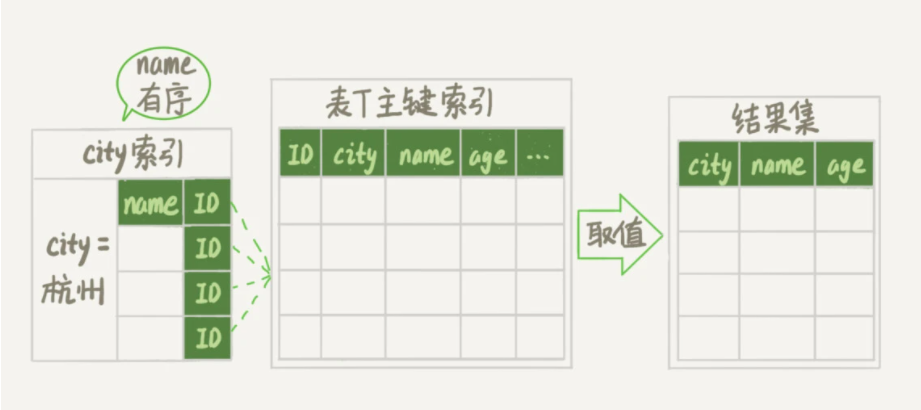 name
有序
city索引
name ID
city =
杭州
ID
ID
ID
表T主键索引
ID city name age ...
取值
结果集
city name age